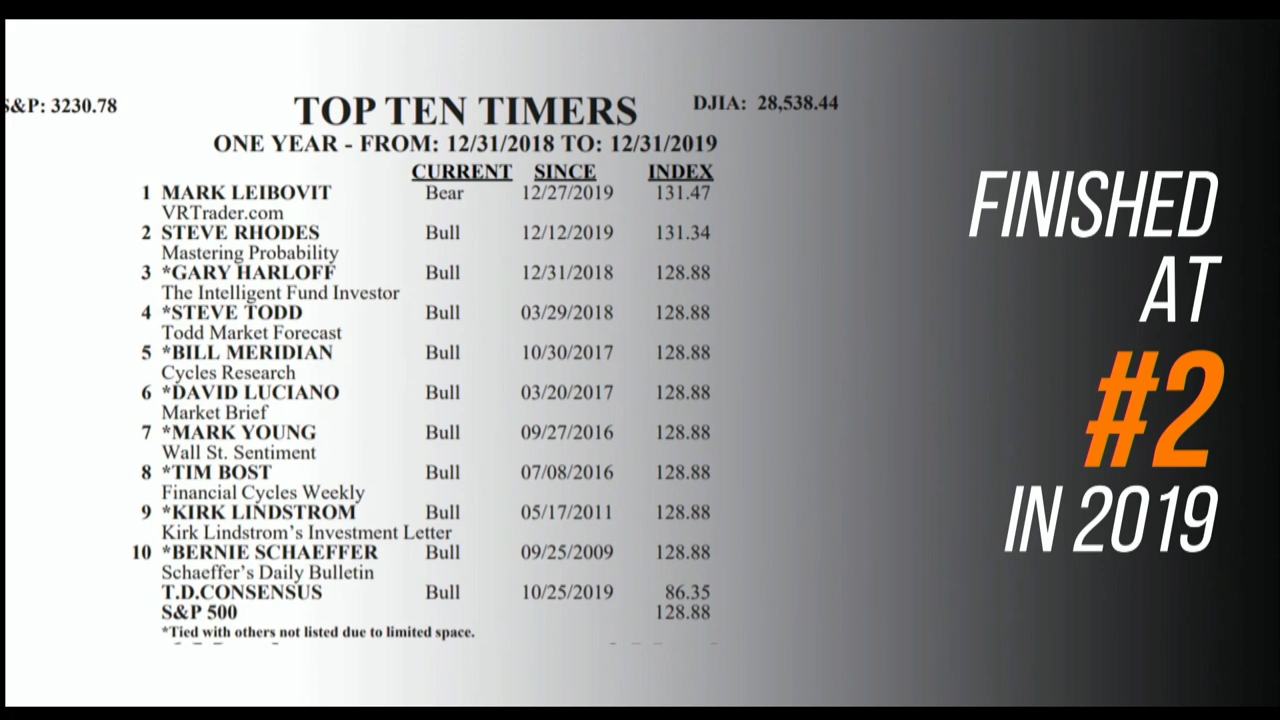 S&P: 3230.78
TOP TEN TIMERS
DJIA: 28,538.44
ONE YEAR - FROM: 12/31/2018 TO: 12/31/2019
CURRENT SINCE INDEX
1 MARK LEIBOVIT Bear 12/27/2019 131.47
VRTrader.com
2 STEVE RHODES Bull 12/12/2019 131.34
Mastering Probability
3 *GARY HARLOFF Bull 12/31/2018 128.88
The Intelligent Fund Investor
4 *STEVE TODD Bull 03/29/2018 128.88
Todd Market Forecast
5 *BILL MERIDIAN Bull 10/30/2017 128.88
Cycles Research
6 *DAVID LUCIANO Bull 03/20/2017 128.88
Market Brief
7 *MARK YOUNG Bull 09/27/2016 128.88
Wall St. Sentiment
8 *TIM BOST Bull 07/08/2016 128.88
Financial Cycles Weekly
9 *KIRK LINDSTROM Bull 05/17/2011 128.88
Kirk Lindstrom's Investment Letter
10 *BERNIE SCHAEFFER Bull 09/25/2009 128.88
Schaeffer's Daily Bulletin
T.D.CONSENSUS Bull 10/25/2019 86.35
S&P 500 128.88
*Tied with others not listed due to limited space.
FINISHED
AT
#2
IN 2019